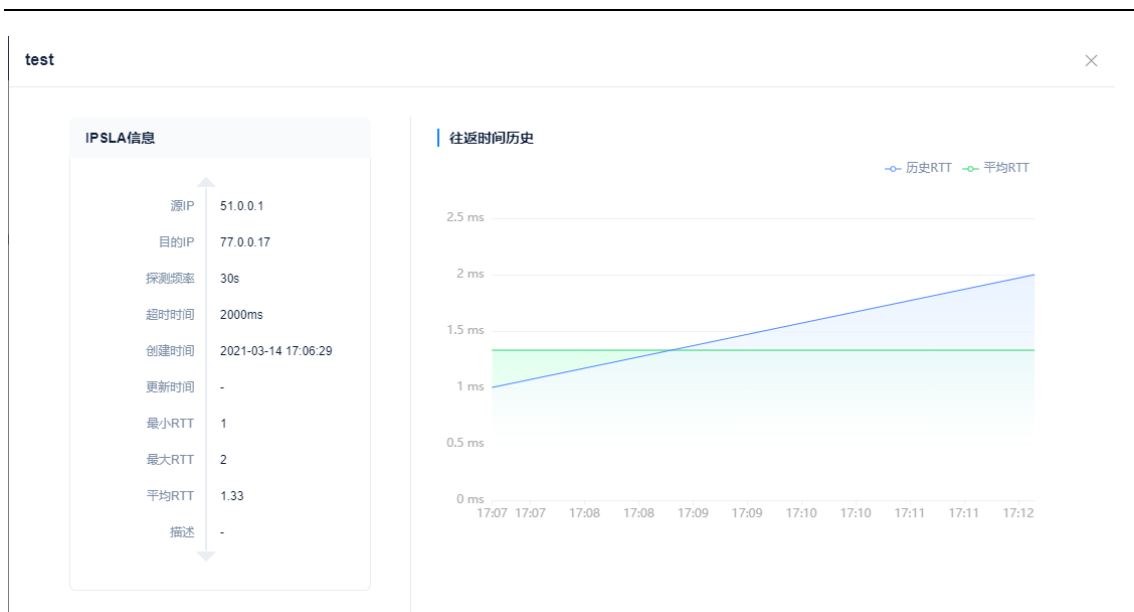 test
IPSLA信息
源IP 51.0.0.1
目的IP 77.0.0.17
探测频率 30s
超时时间 2000ms
创建时间 2021-03-14 17:06:29
更新时间 -
最小RTT 1
最大RTT 2
平均RTT 1.33
描述 -
往返时间历史
历史RTT 平均RTT
2.5 ms
2 ms
1.5 ms
1 ms
0.5 ms
0 ms
17:07 17:07 17:08 17:08 17:09 17:09 17:10 17:10 17:11 17:11 17:12